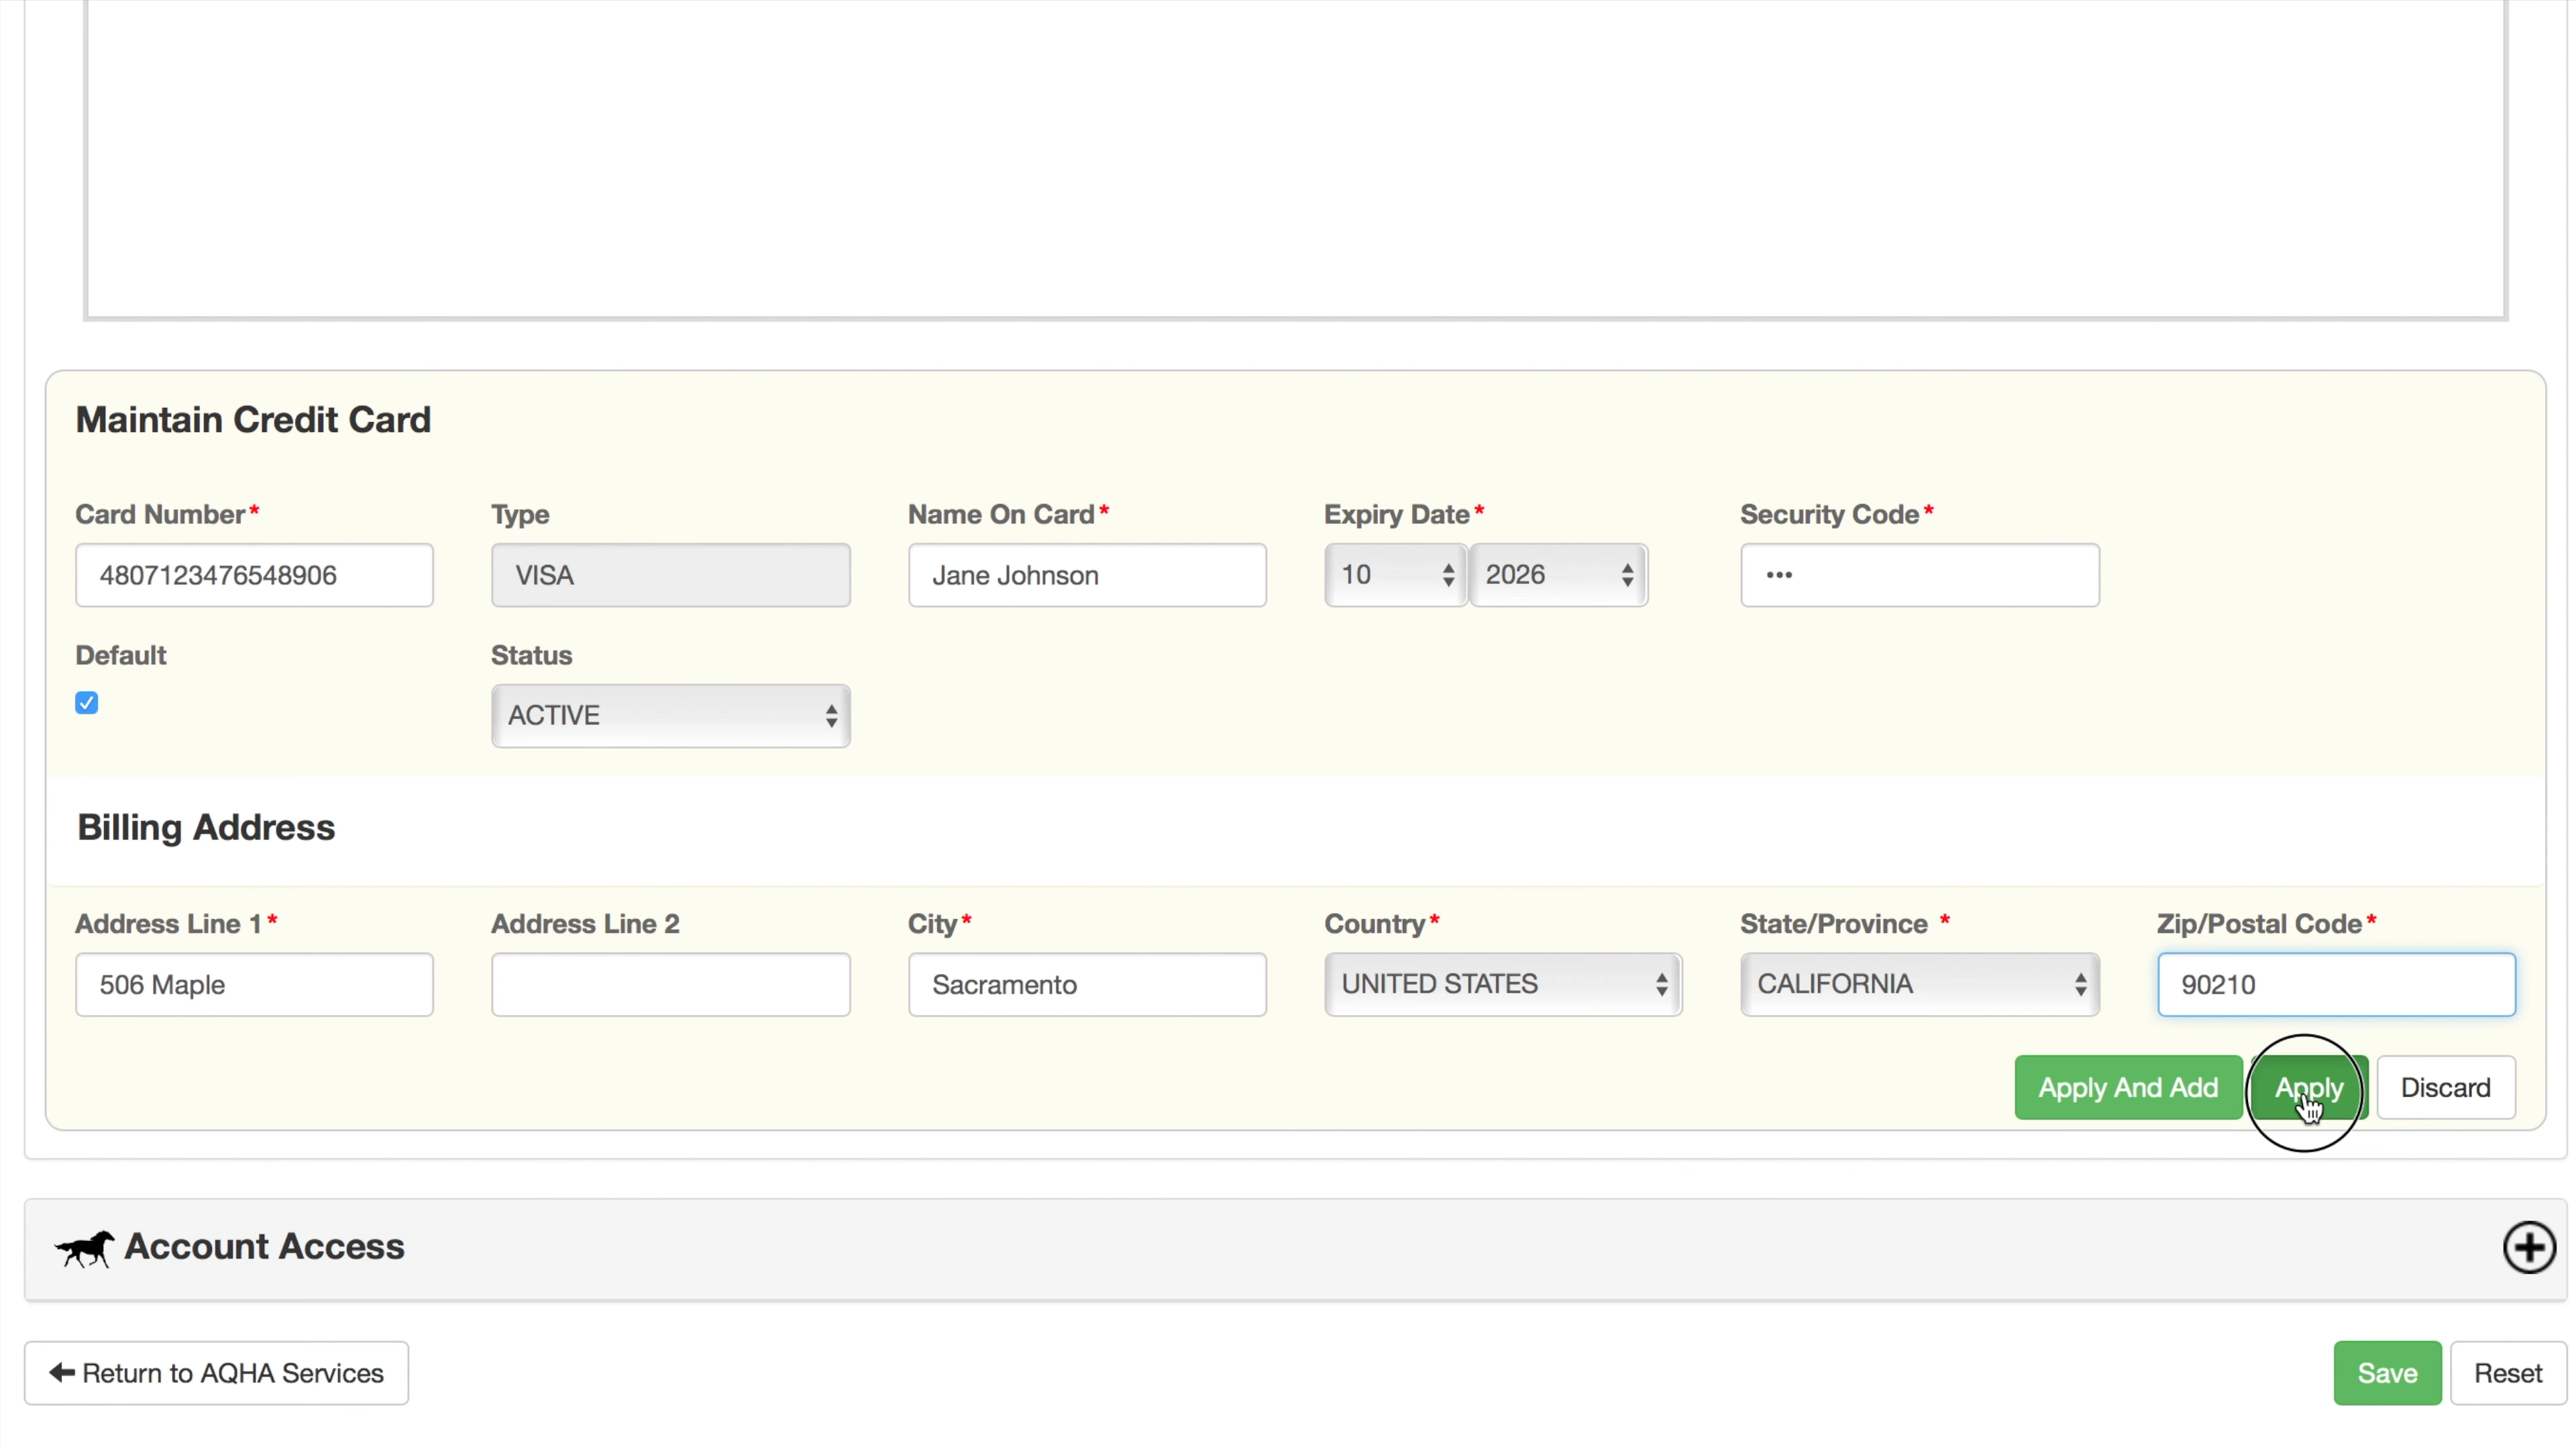 Maintain Credit Card
Card Number* Type Name On Card* Expiry Date* Security Code*
4807123476548906 VISA Jane Johnson 10 2026 •••
Default Status
ACTIVE
Billing Address
Address Line 1* Address Line 2 City* Country* State/Province * Zip/Postal Code*
506 Maple Sacramento UNITED STATES CALIFORNIA 90210
Apply And Add Apply Discard
Account Access
Return to AQHA Services Save Reset